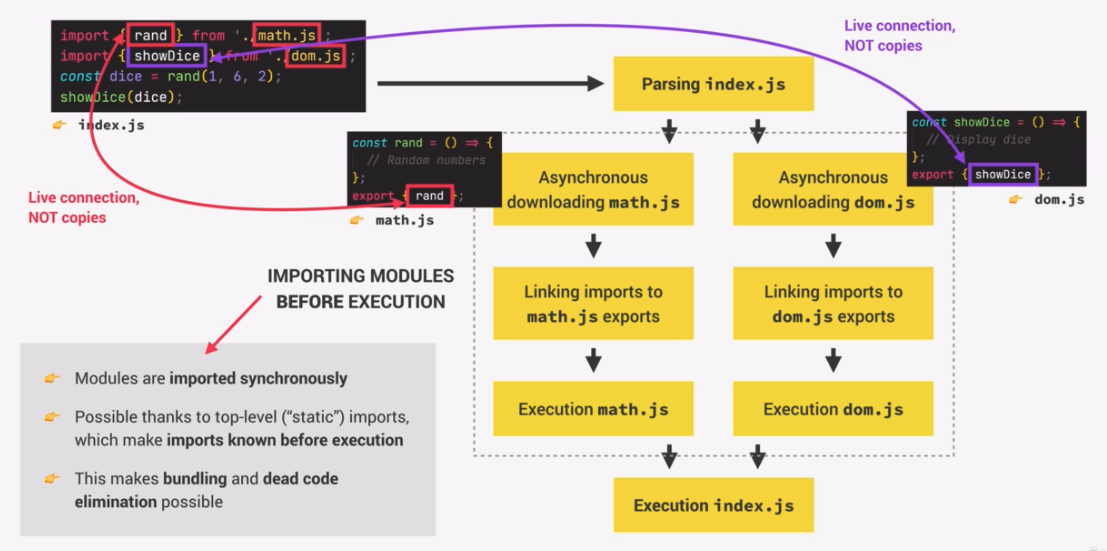 import { rand } from './math.js';
import { showDice } from './dom.js';
const dice = rand(1, 6, 2);
showDice(dice);
👉 index.js
Live connection,
NOT copies
Parsing index.js
const showDice = () => {
// Display dice
};
export { showDice };
👉 dom.js
const rand = () => {
// Random numbers
};
export { rand };
👉 math.js
Live connection,
NOT copies
Asynchronous
downloading math.js
Asynchronous
downloading dom.js
Linking imports to
math.js exports
Linking imports to
dom.js exports
Execution math.js
Execution dom.js
Execution index.js
IMPORTING MODULES
BEFORE EXECUTION
👉 Modules are imported synchronously
👉 Possible thanks to top-level (“static”) imports,
which make imports known before execution
👉 This makes bundling and dead code
elimination possible